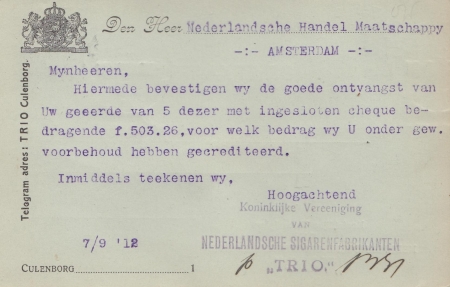 Den Heer Nederlandsche Handel Maatschappy
-:- AMSTERDAM -:-
Mynheeren,
Hiermede bevestigen wy de goede ontvangst van
Uw geeerde van 5 dezer met ingesloten cheque be-
dragende f.503.26, voor welk bedrag wy U onder gew.
voorbehoud hebben gecrediteerd.
Inmiddels teekenen wy,
Hoogachtend
Koninklijke Vereeniging
VAN
NEDERLANDSCHE SIGARENFABRIKANTEN
p „TRIO."
7/9 '12
CULENBORG 1
Telegram adres: TRIO Culenborg.